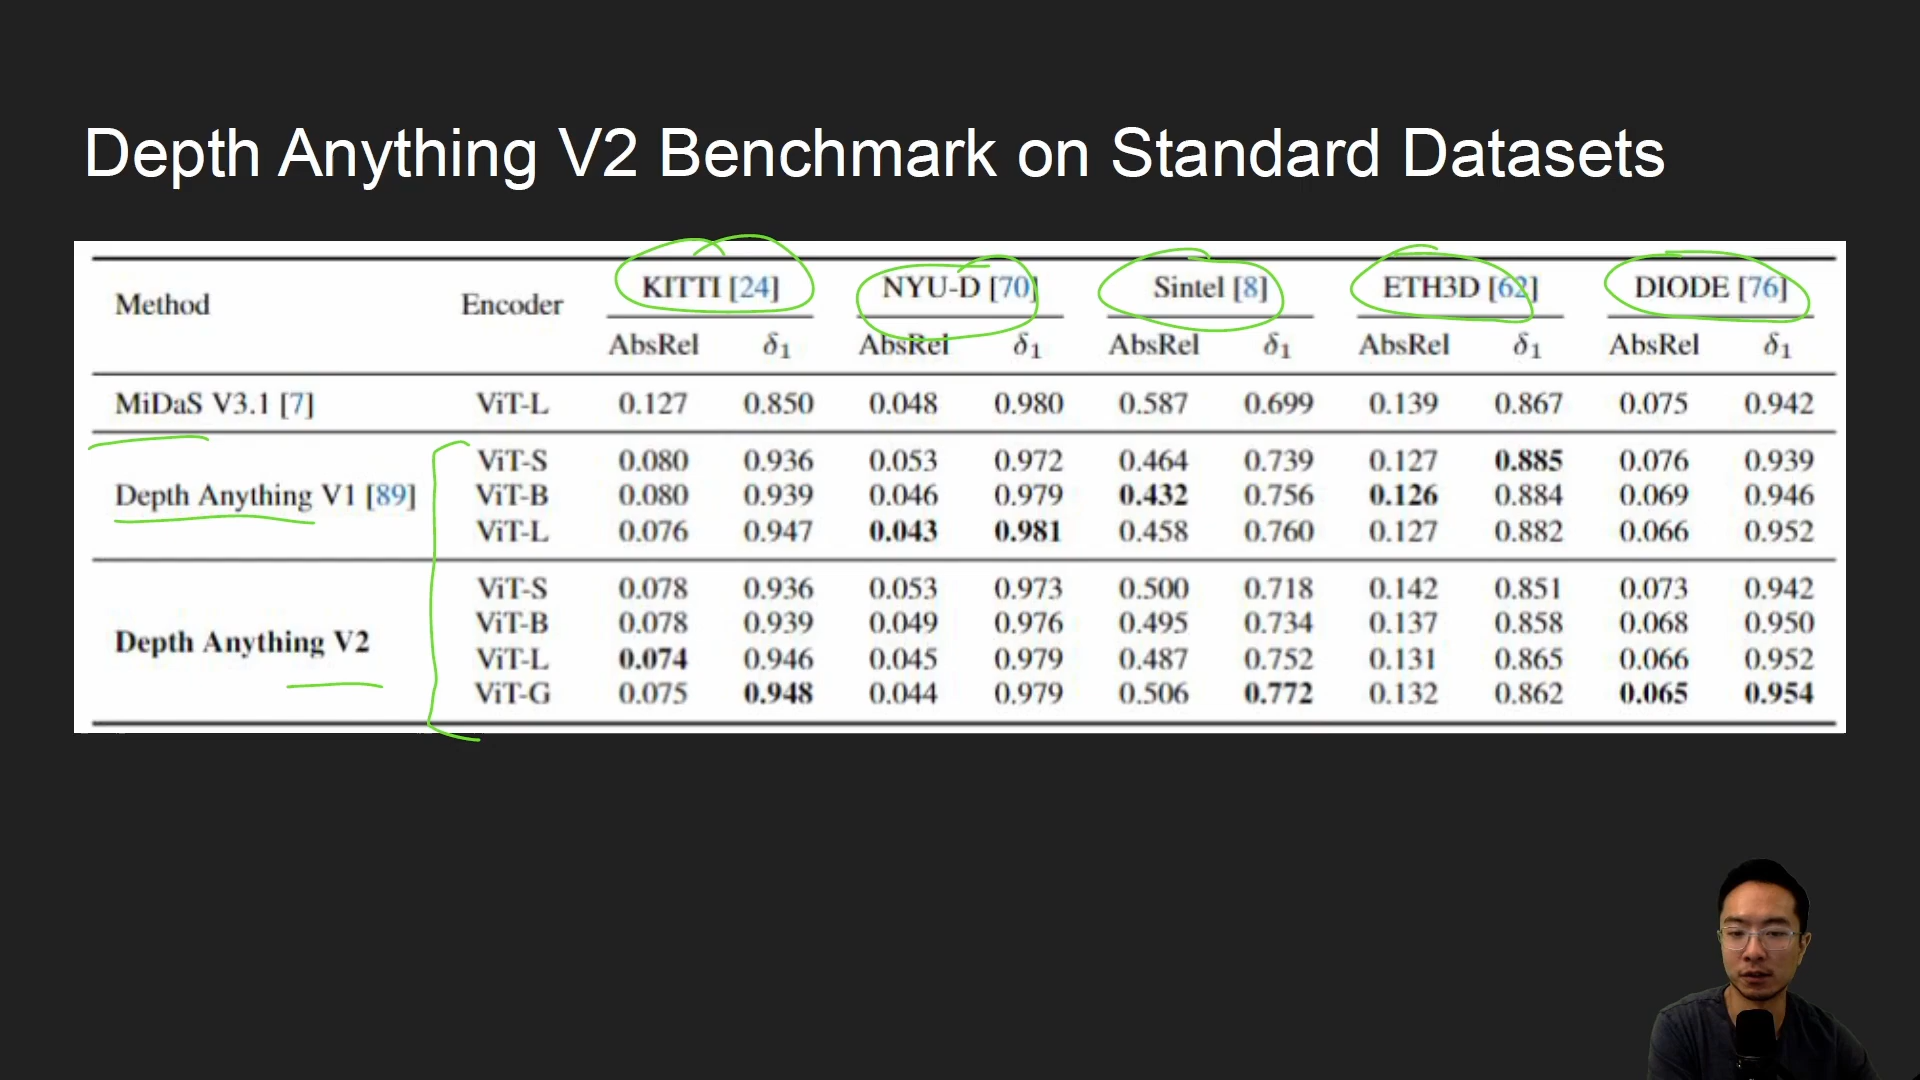 Depth Anything V2 Benchmark on Standard Datasets
Method Encoder KITTI [24] NYU-D [70] Sintel [8] ETH3D [62] DIODE [76]
AbsRel δ1 AbsRel δ1 AbsRel δ1 AbsRel δ1 AbsRel δ1
MiDaS V3.1 [7] ViT-L 0.127 0.850 0.048 0.980 0.587 0.699 0.139 0.867 0.075 0.942
Depth Anything V1 [89]
ViT-S 0.080 0.936 0.053 0.972 0.464 0.739 0.127 0.885 0.076 0.939
ViT-B 0.080 0.939 0.046 0.979 0.432 0.756 0.126 0.884 0.069 0.946
ViT-L 0.076 0.947 0.043 0.981 0.458 0.760 0.127 0.882 0.066 0.952
Depth Anything V2
ViT-S 0.078 0.936 0.053 0.973 0.500 0.718 0.142 0.851 0.073 0.942
ViT-B 0.078 0.939 0.049 0.976 0.495 0.734 0.137 0.858 0.068 0.950
ViT-L 0.074 0.946 0.045 0.979 0.487 0.752 0.131 0.865 0.066 0.952
ViT-G 0.075 0.948 0.044 0.979 0.506 0.772 0.132 0.862 0.065 0.954